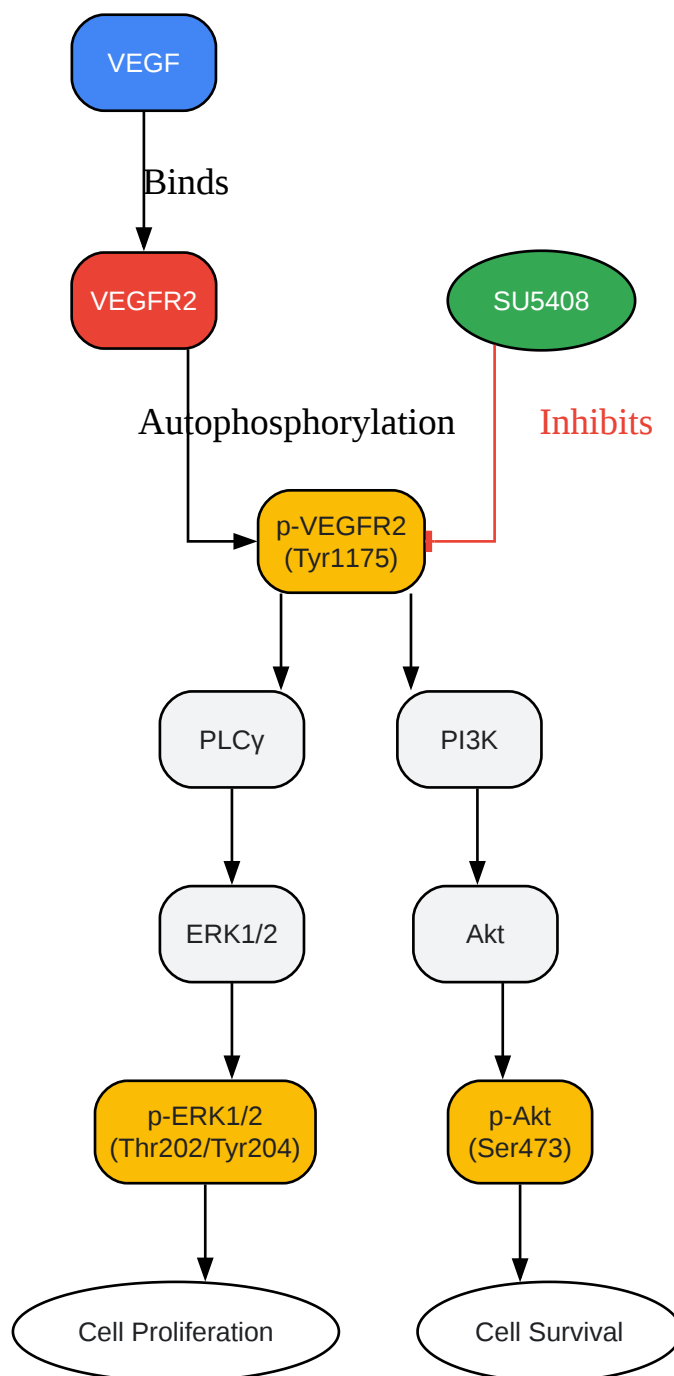 VEGF
Binds
VEGFR2
SU5408
Autophosphorylation
Inhibits
p-VEGFR2
(Tyr1175)
PLCγ
PI3K
ERK1/2
Akt
p-ERK1/2
(Thr202/Tyr204)
p-Akt
(Ser473)
Cell Proliferation
Cell Survival